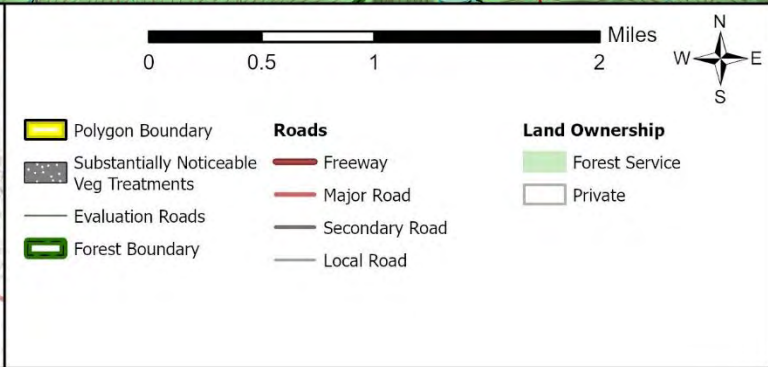 Miles
0 0.5 1 2
N
W E
S
Polygon Boundary
Substantially Noticeable
Veg Treatments
Evaluation Roads
Forest Boundary
Roads
Freeway
Major Road
Secondary Road
Local Road
Land Ownership
Forest Service
Private